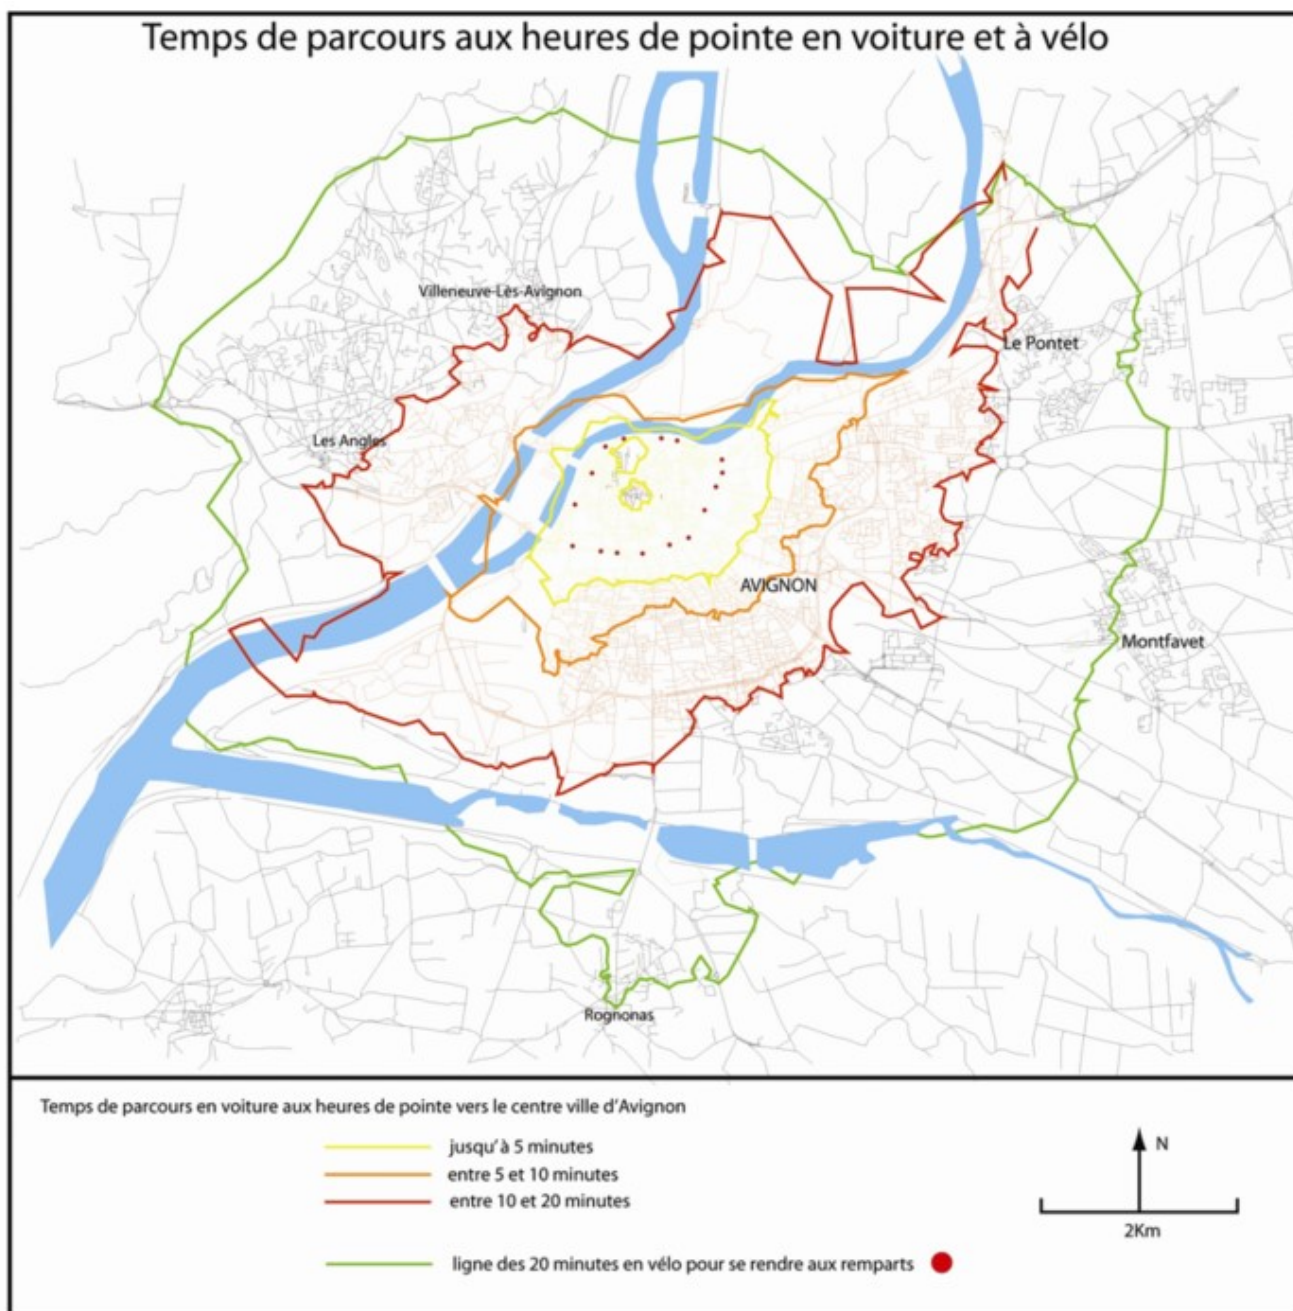 Temps de parcours aux heures de pointe en voiture et à vélo
Villeneuve-Lès-Avignon
Le Pontet
Les Angles
AVIGNON
Montfavet
Rognonas
Temps de parcours en voiture aux heures de pointe vers le centre ville d'Avignon
jusqu'à 5 minutes
entre 5 et 10 minutes
entre 10 et 20 minutes
N
2Km
ligne des 20 minutes en vélo pour se rendre aux remparts